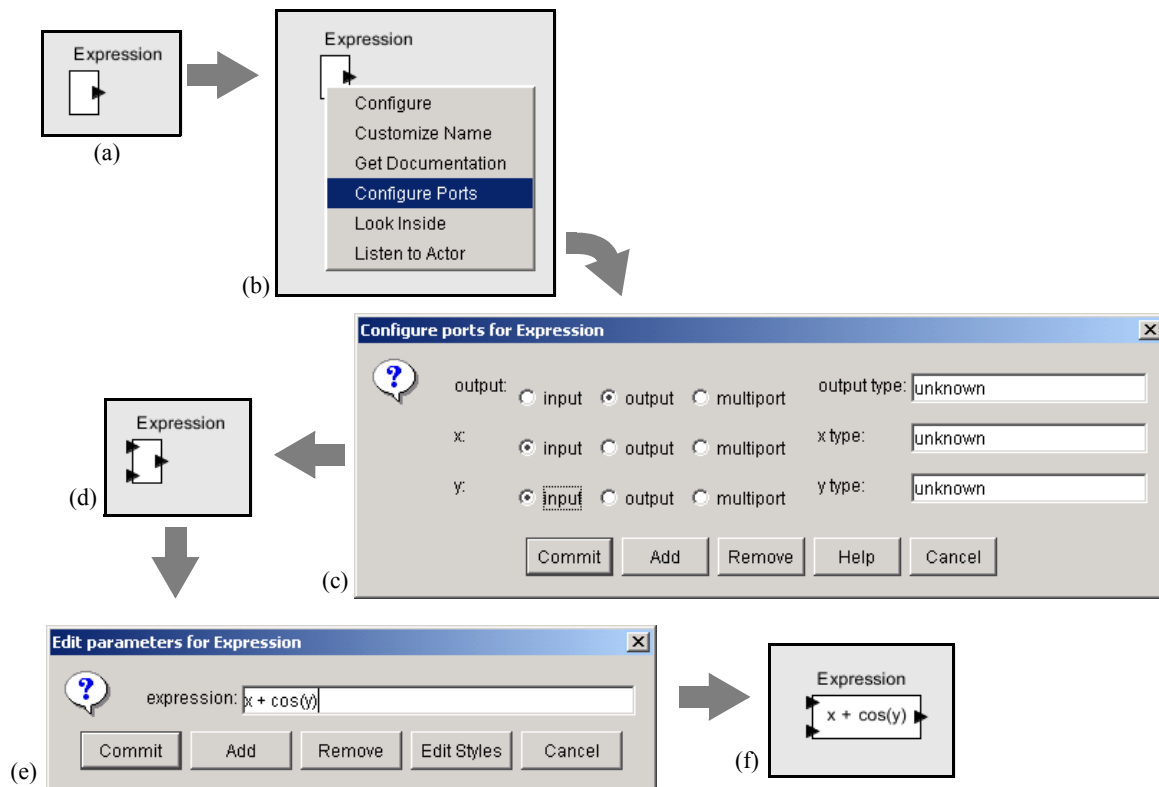 Expression
(a)
Expression
Configure
Customize Name
Get Documentation
Configure Ports
Look Inside
Listen to Actor
(b)
Configure ports for Expression
output: input output multiport output type: unknown
x: input output multiport x type: unknown
y: input output multiport y type: unknown
Commit Add Remove Help Cancel
(c)
Expression
(d)
Edit parameters for Expression
expression: x + cos(y)
Commit Add Remove Edit Styles Cancel
(e)
Expression
x + cos(y)
(f)